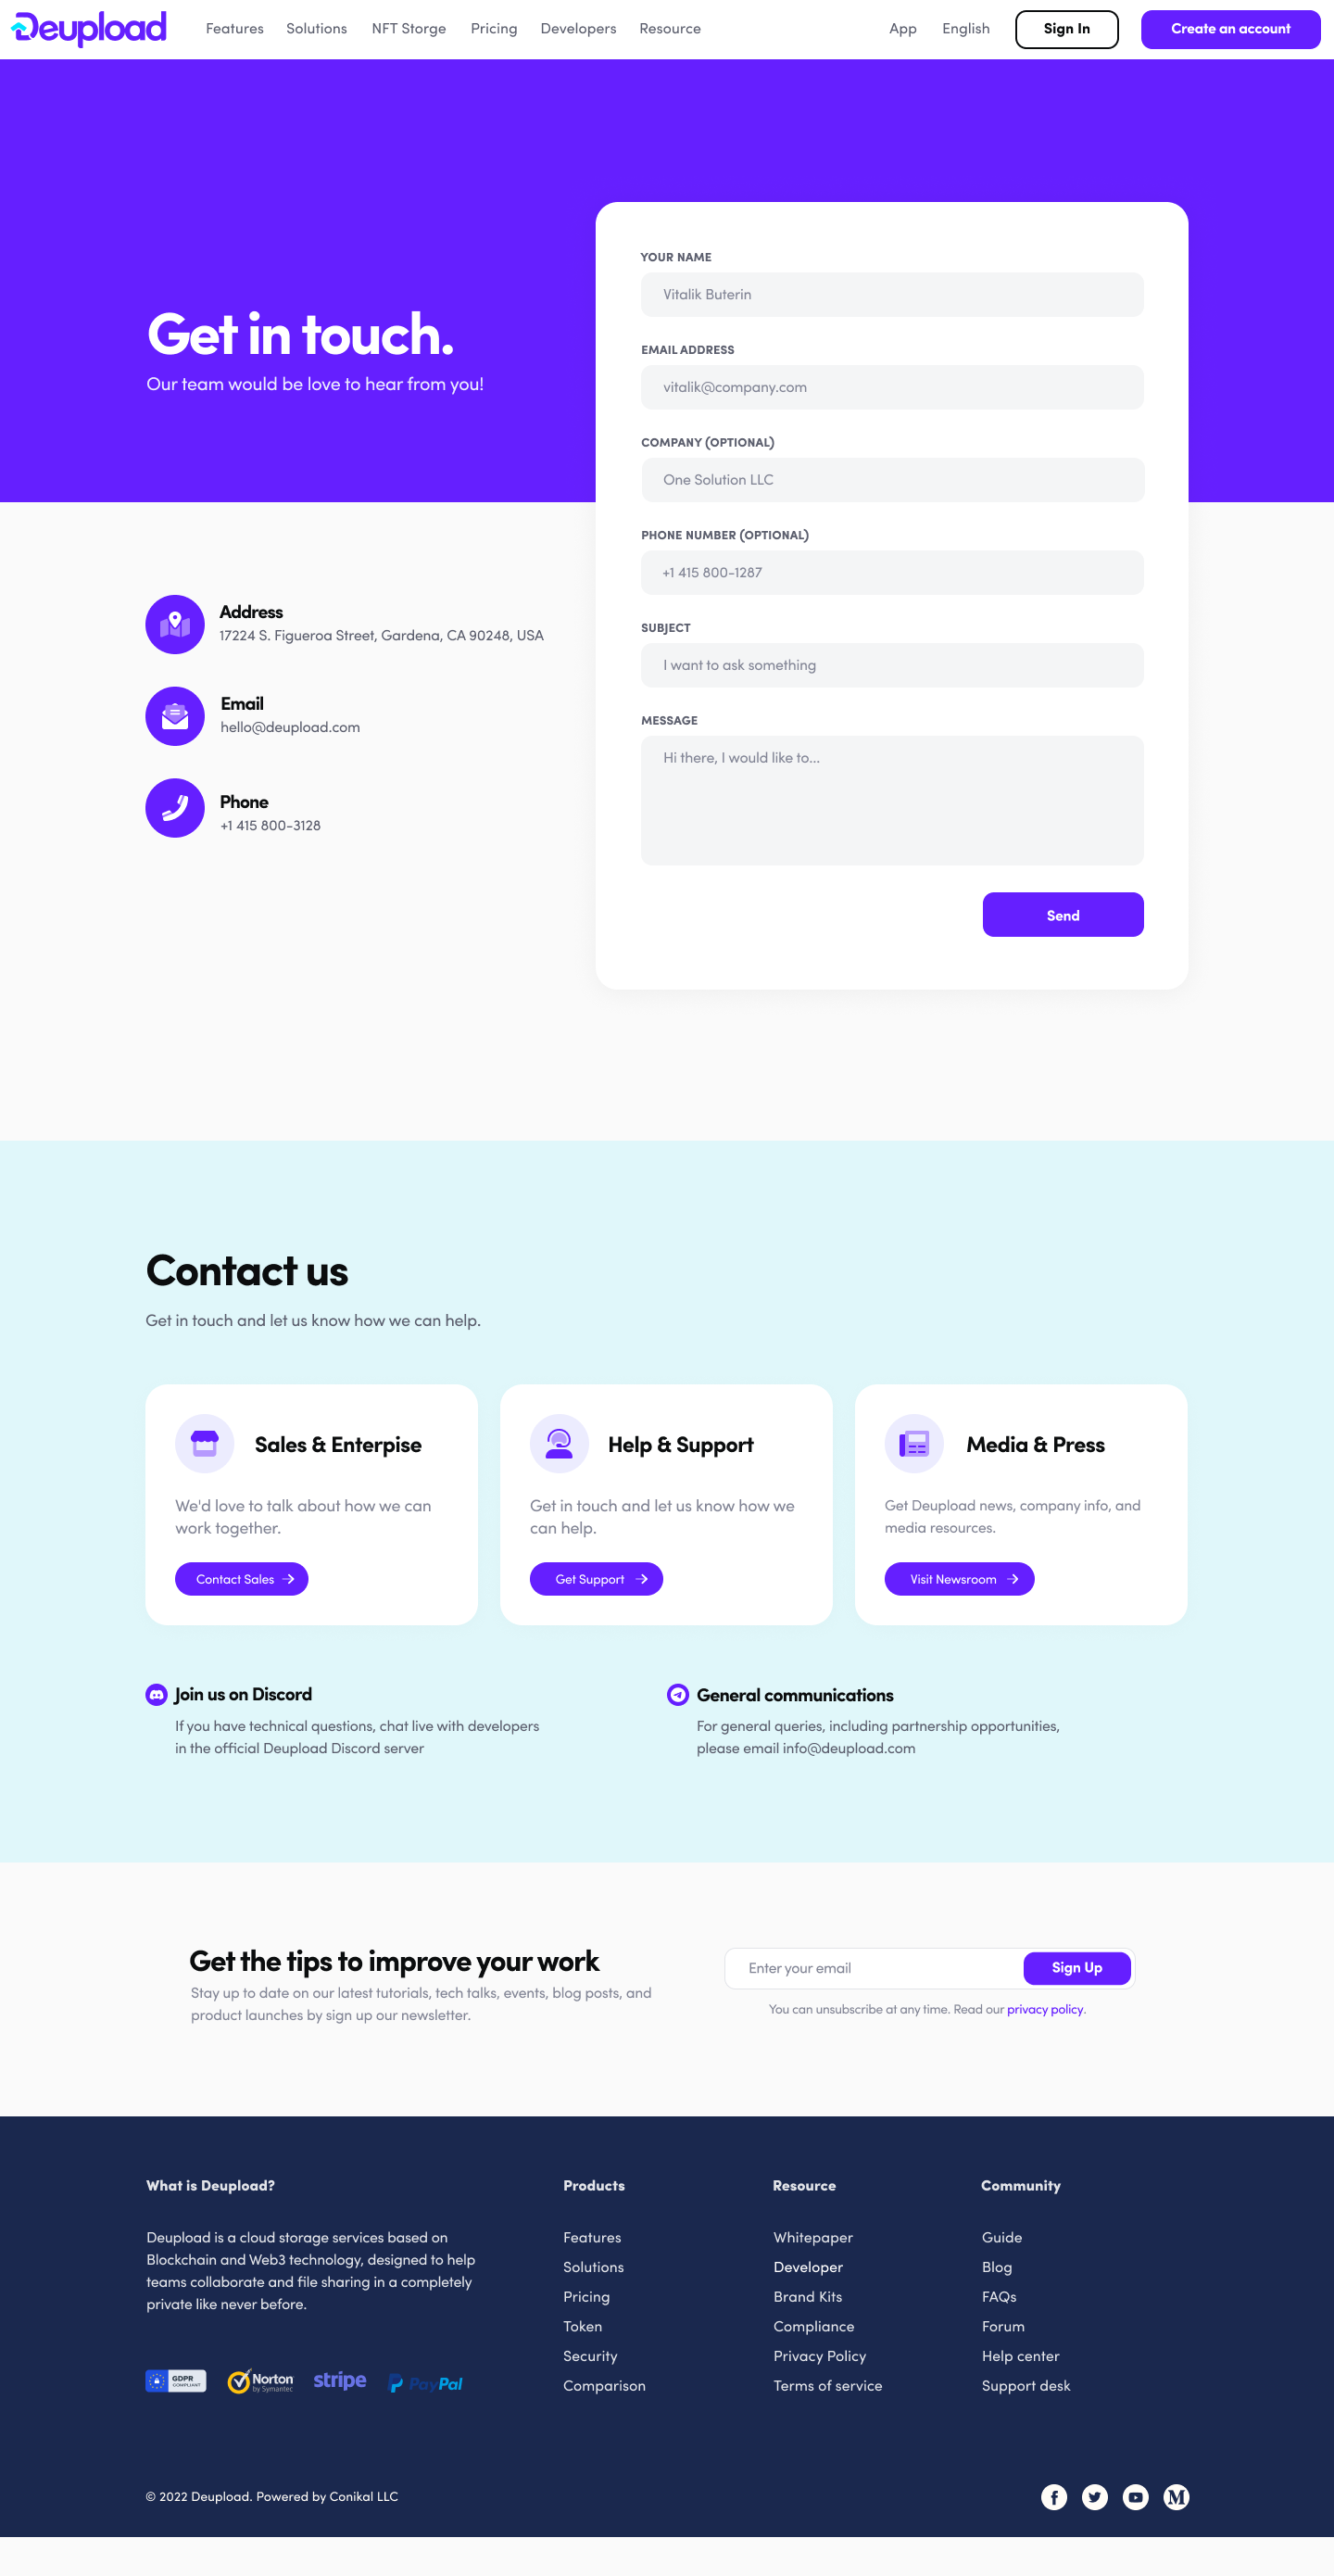 Deupload
Features Solutions NFT Storge Pricing Developers Resource App English Sign In Create an account
Get in touch.
Our team would be love to hear from you!
YOUR NAME
Vitalik Buterin
EMAIL ADDRESS
vitalik@company.com
COMPANY (OPTIONAL)
One Solution LLC
PHONE NUMBER (OPTIONAL)
+1 415 800-1287
SUBJECT
I want to ask something
MESSAGE
Hi there, I would like to...
Send
Address
17224 S. Figueroa Street, Gardena, CA 90248, USA
Email
hello@deupload.com
Phone
+1 415 800-3128
Contact us
Get in touch and let us know how we can help.
Sales & Enterpise
We'd love to talk about how we can
work together.
Contact Sales
Help & Support
Get in touch and let us know how we
can help.
Get Support
Media & Press
Get Deupload news, company info, and
media resources.
Visit Newsroom
Join us on Discord
If you have technical questions, chat live with developers
in the official Deupload Discord server
General communications
For general queries, including partnership opportunities,
please email info@deupload.com
Get the tips to improve your work
Stay up to date on our latest tutorials, tech talks, events, blog posts, and
product launches by sign up our newsletter.
Enter your email
Sign Up
You can unsubscribe at any time. Read our privacy policy.
What is Deupload?
Deupload is a cloud storage services based on
Blockchain and Web3 technology, designed to help
teams collaborate and file sharing in a completely
private like never before.
GDPR
COMPLIANT
Norton
by Symantec
stripe
PayPal
Products
Features
Solutions
Pricing
Token
Security
Comparison
Resource
Whitepaper
Developer
Brand Kits
Compliance
Privacy Policy
Terms of service
Community
Guide
Blog
FAQs
Forum
Help center
Support desk
© 2022 Deupload. Powered by Conikal LLC